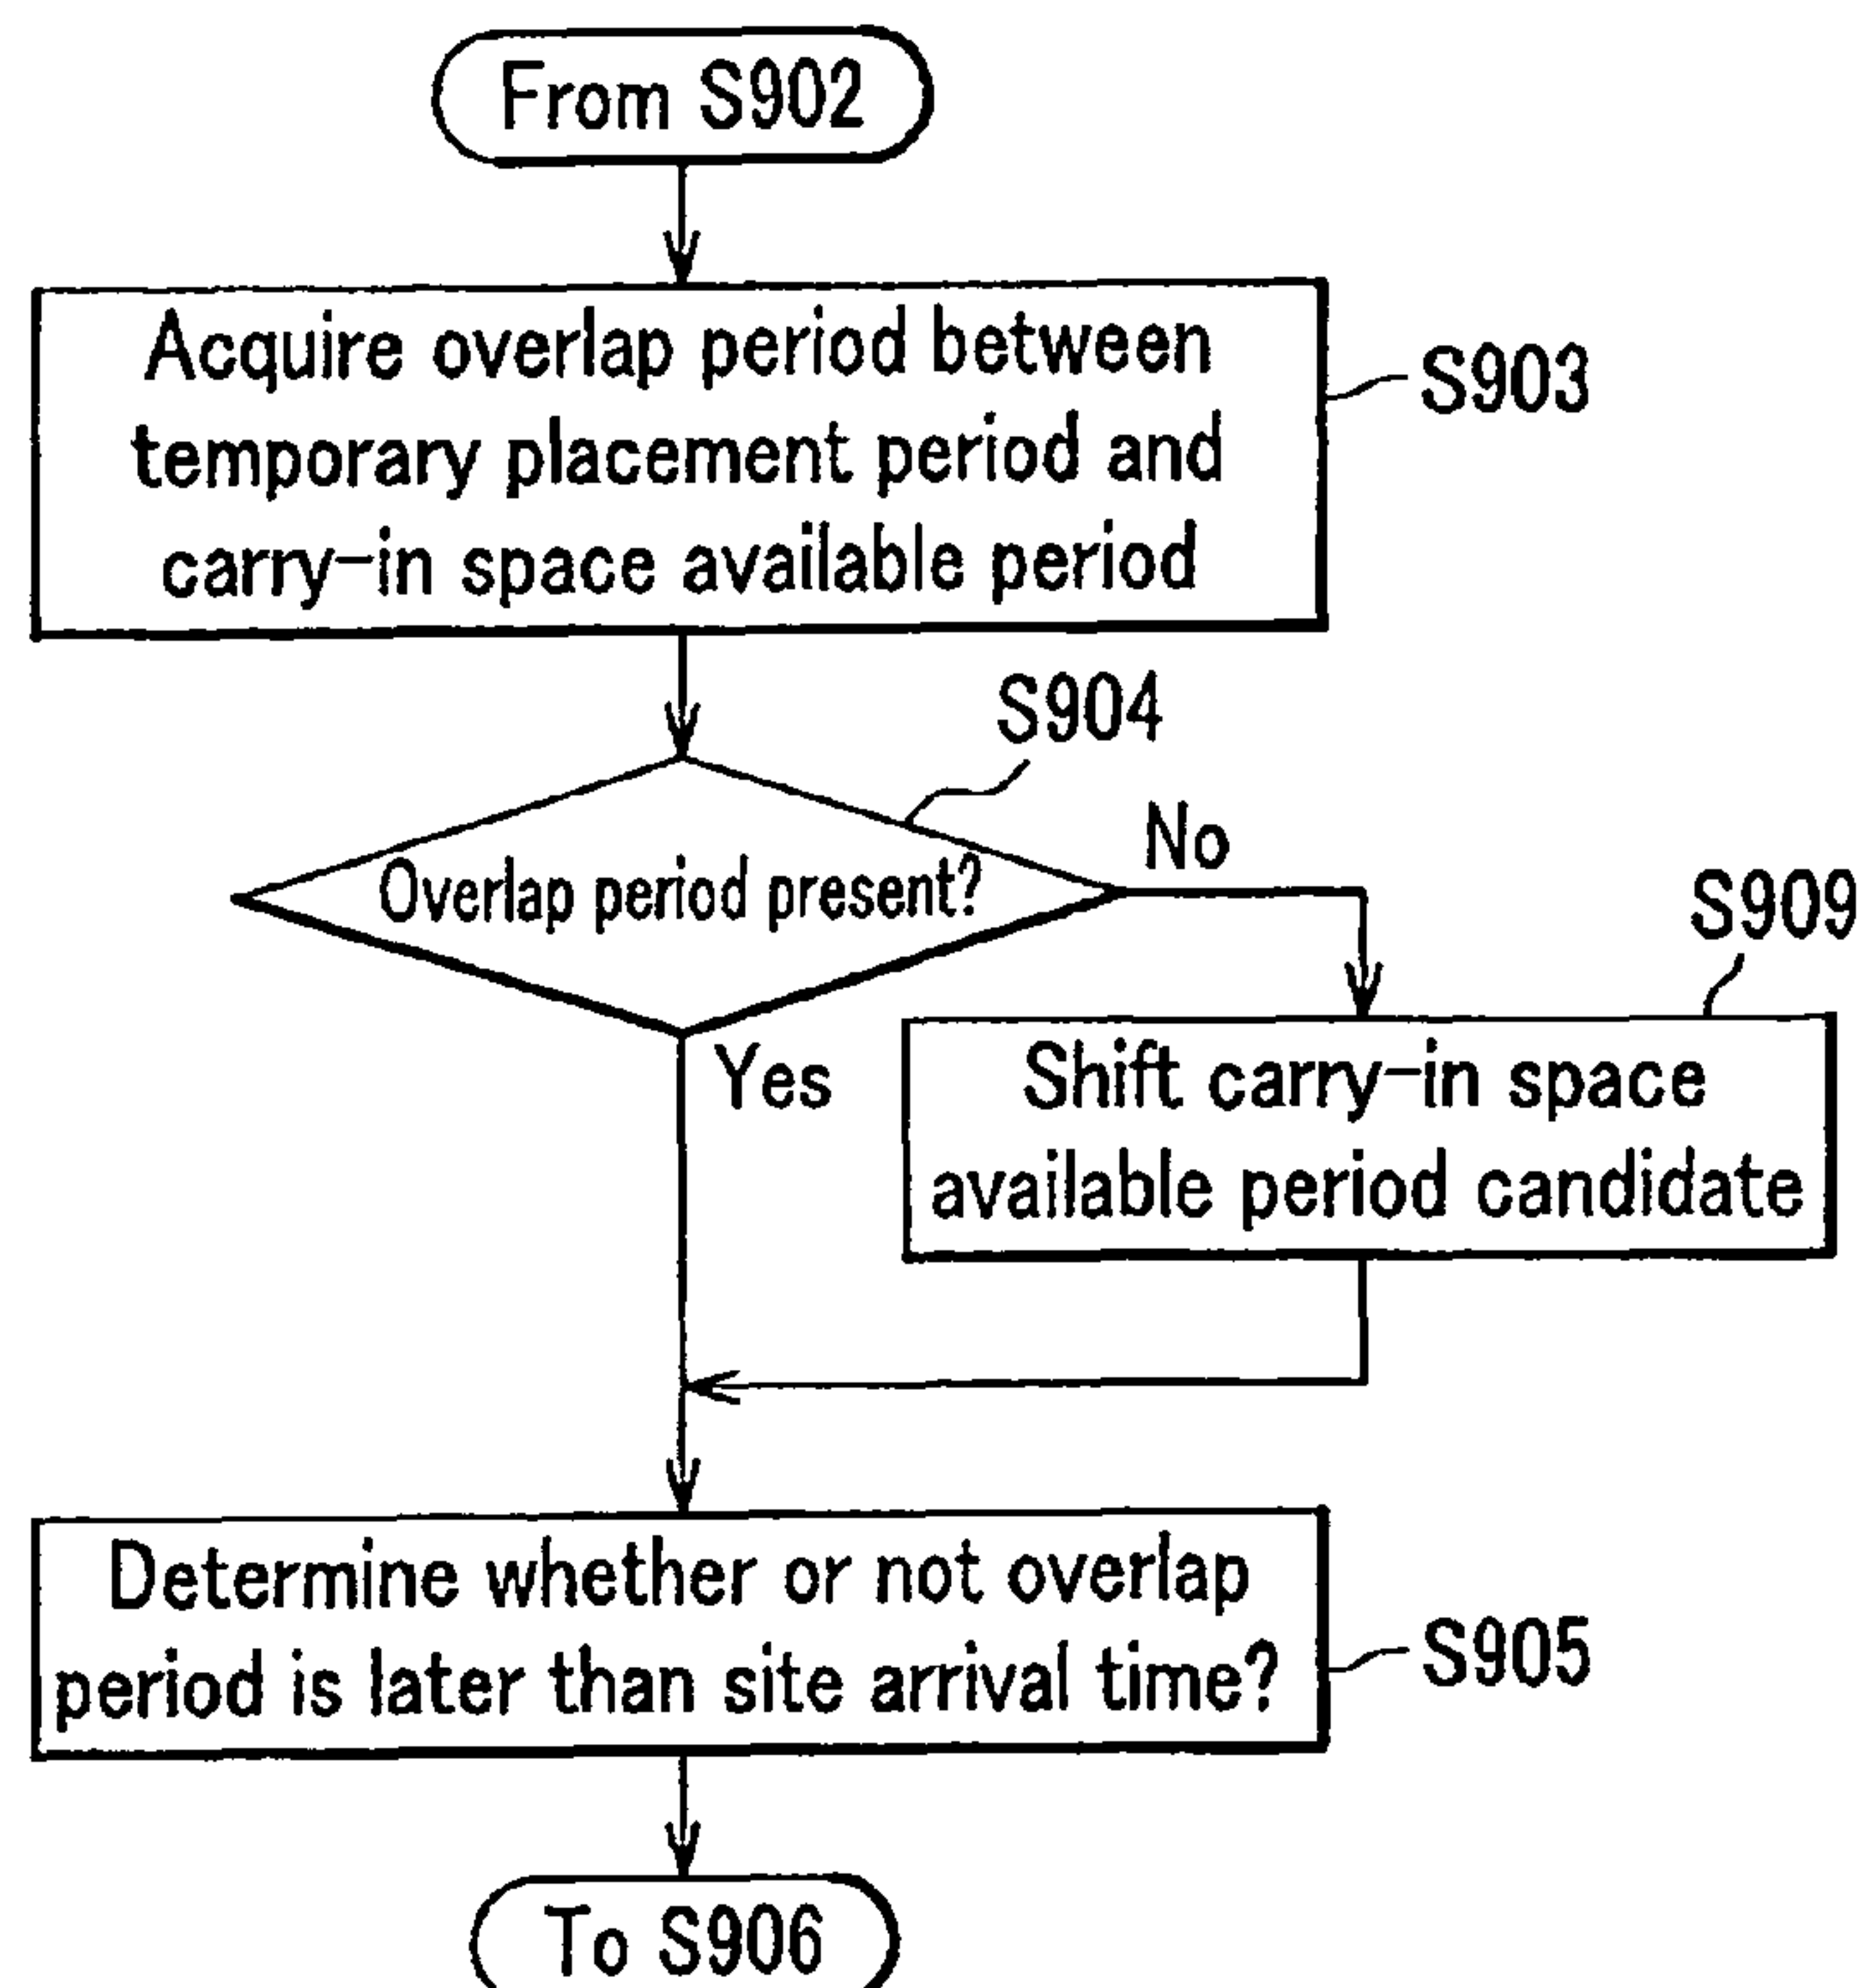 From S902
Acquire overlap period between
temporary placement period and
carry-in space available period
S903
S904
Overlap period present?
No
S909
Yes
Shift carry-in space
available period candidate
Determine whether or not overlap
period is later than site arrival time?
S905
To S906